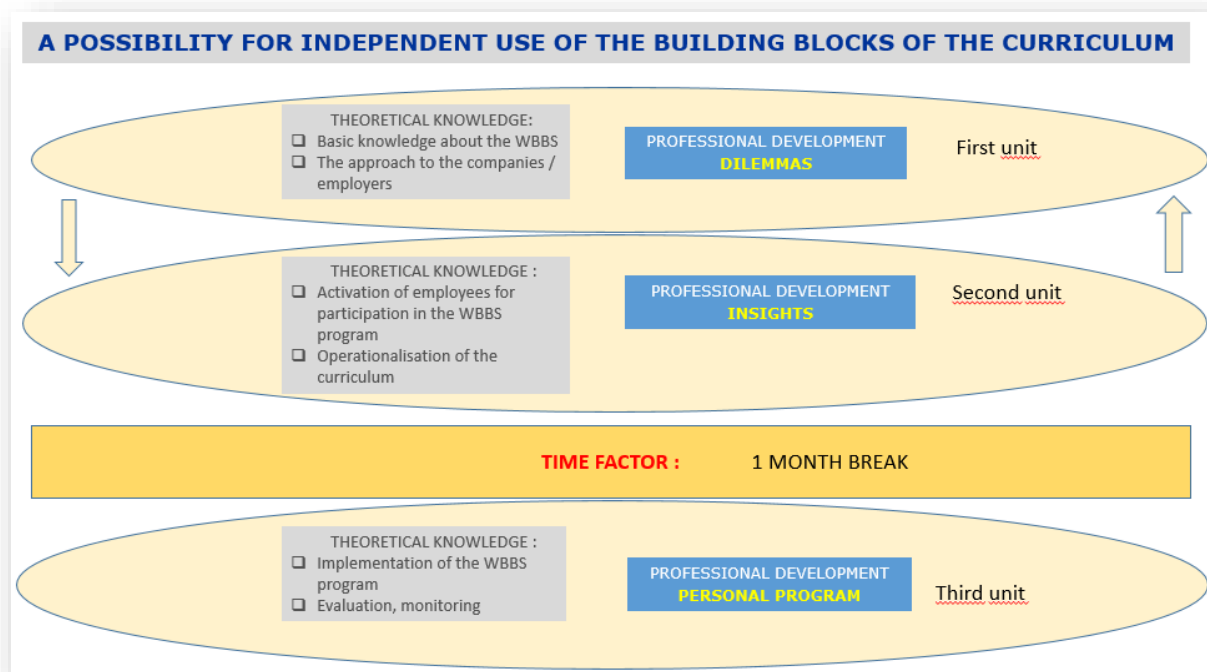 A POSSIBILITY FOR INDEPENDENT USE OF THE BUILDING BLOCKS OF THE CURRICULUM
THEORETICAL KNOWLEDGE:
❑ Basic knowledge about the WBBS
❑ The approach to the companies /
employers
PROFESSIONAL DEVELOPMENT
DILEMMAS
First unit
THEORETICAL KNOWLEDGE :
❑ Activation of employees for
participation in the WBBS
program
❑ Operationalisation of the
curriculum
PROFESSIONAL DEVELOPMENT
INSIGHTS
Second unit
TIME FACTOR : 1 MONTH BREAK
THEORETICAL KNOWLEDGE :
❑ Implementation of the WBBS
program
❑ Evaluation, monitoring
PROFESSIONAL DEVELOPMENT
PERSONAL PROGRAM
Third unit